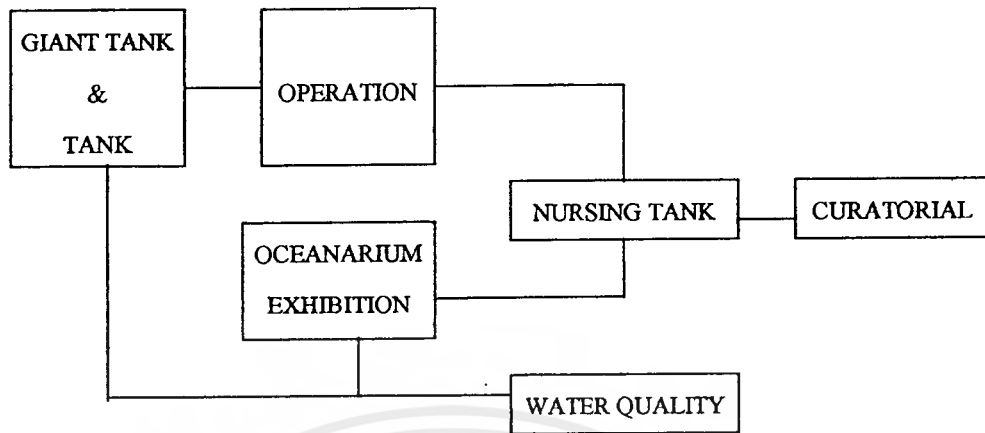 GIANT TANK
&
TANK
OPERATION
NURSING TANK
CURATORIAL
OCEANARIUM
EXHIBITION
WATER QUALITY